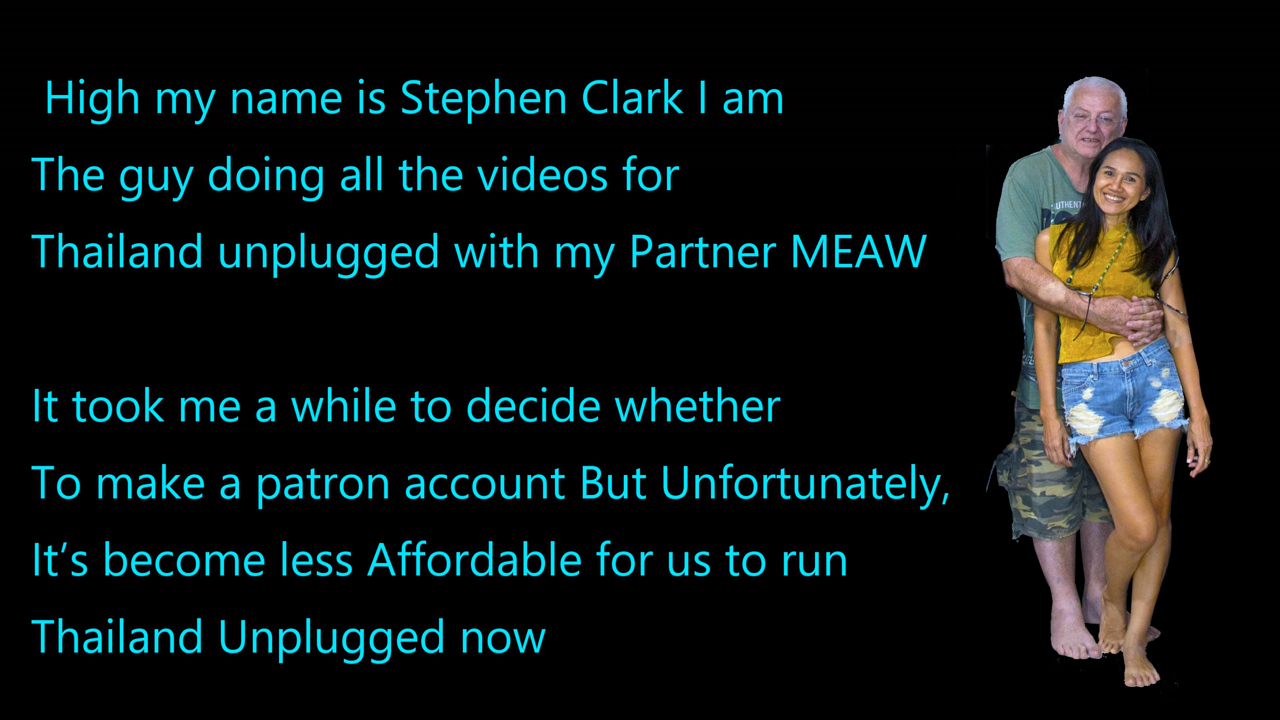 High my name is Stephen Clark I am
The guy doing all the videos for
Thailand unplugged with my Partner MEAW
It took me a while to decide whether
To make a patron account But Unfortunately,
It’s become less Affordable for us to run
Thailand Unplugged now